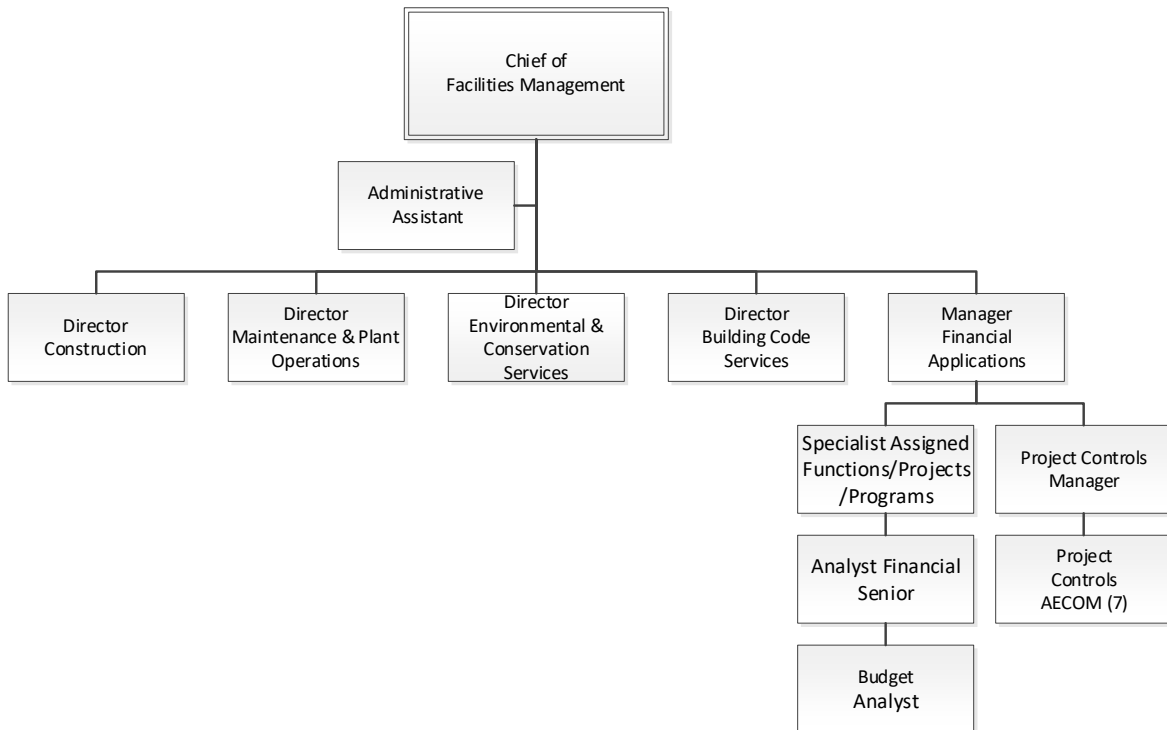 Chief of
Facilities Management
Administrative
Assistant
Director
Construction
Director
Maintenance & Plant
Operations
Director
Environmental &
Conservation
Services
Director
Building Code
Services
Manager
Financial
Applications
Specialist Assigned
Functions/Projects
/Programs
Project Controls
Manager
Analyst Financial
Senior
Project
Controls
AECOM (7)
Budget
Analyst